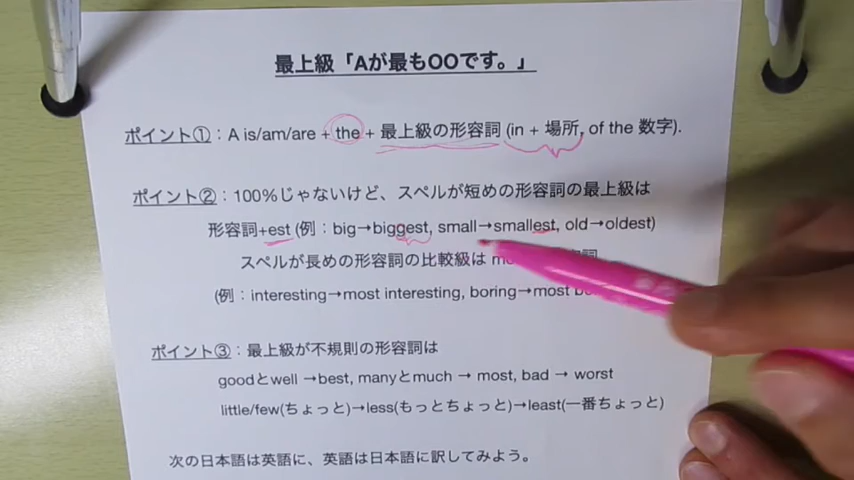 最上級「Aが最も○○です。」
ポイント①：A is/am/are + the + 最上級の形容詞 (in + 場所, of the 数字).
ポイント②：100%じゃないけど、スペルが短めの形容詞の最上級は
形容詞+est (例：big→biggest, small→smallest, old→oldest)
スペルが長めの形容詞の比較級は
(例：interesting→most interesting, boring→most
ポイント③：最上級が不規則の形容詞は
goodとwell →best, manyとmuch → most, bad → worst
little/few(ちょっと)→less(もっとちょっと)→least(一番ちょっと)
次の日本語は英語に、英語は日本語に訳してみよう。